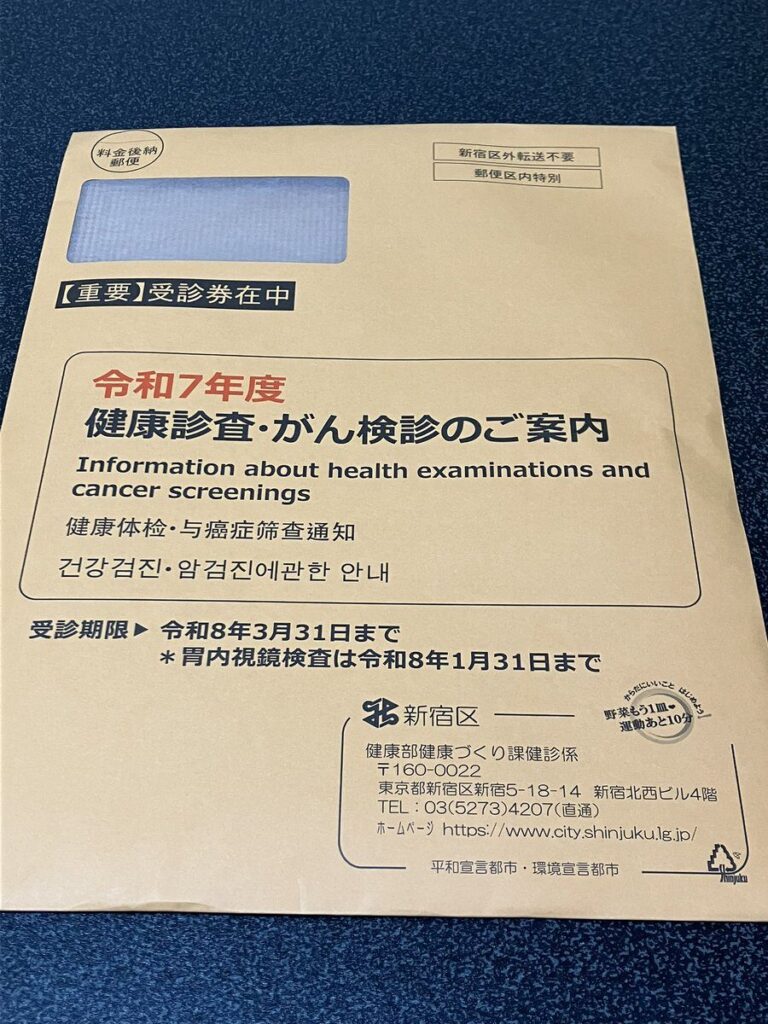 料金後納
郵便
新宿区外転送不要
郵便区内特別
【重要】受診券在中
令和7年度
健康診査・がん検診のご案内
Information about health examinations and
cancer screenings
健康体检・与癌症筛查通知
건강검진・암검진에관한 안내
受診期限▶ 令和8年3月31日まで
＊胃内視鏡検査は令和8年1月31日まで
からだにいいこと はじめよう
野菜もう1皿♥
運動あと10分
新宿区
健康部健康づくり課健診係
〒160-0022
東京都新宿区新宿5-18-14 新宿北西ビル4階
TEL：03(5273)4207(直通)
ﾎｰﾑﾍﾟｰｼﾞ https://www.city.shinjuku.lg.jp/
平和宣言都市・環境宣言都市
Shinjuku